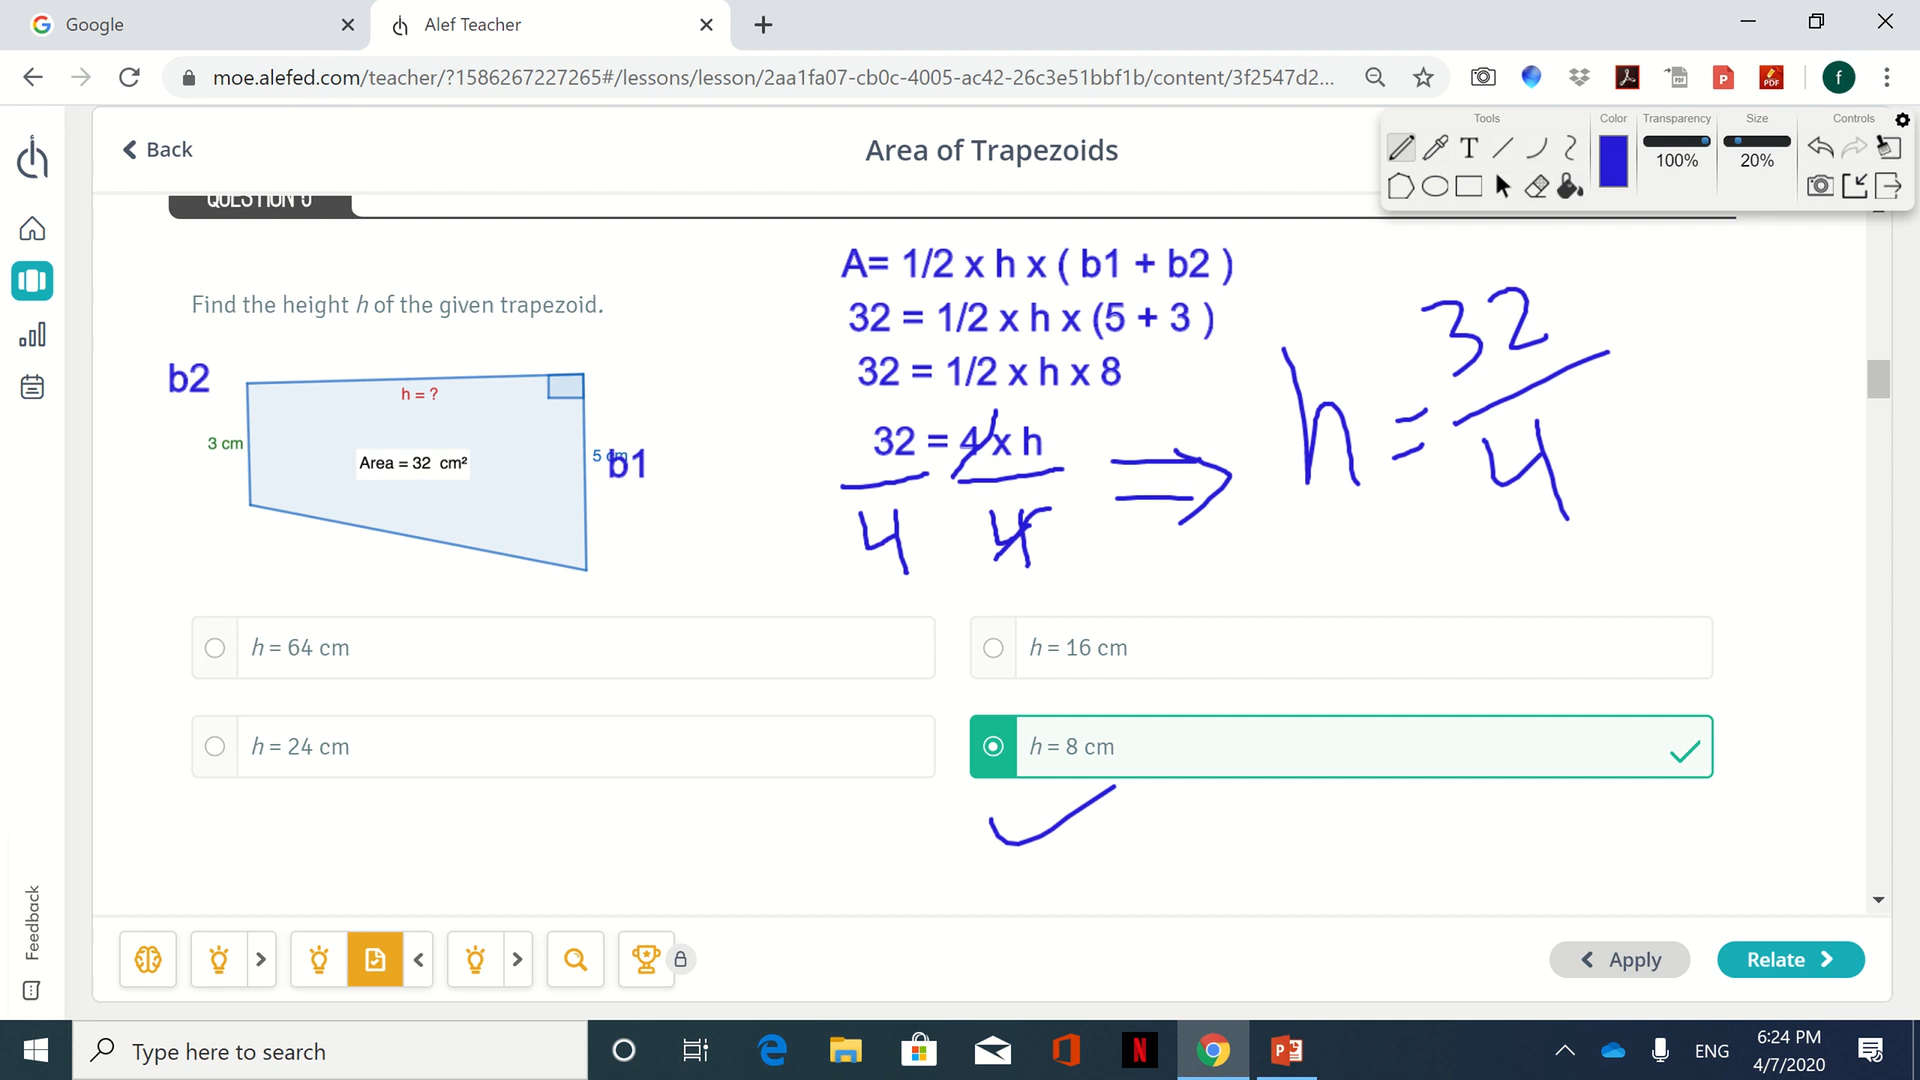 Google
Alef Teacher
moe.alefed.com/teacher/?1586267227265#/lessons/lesson/2aa1fa07-cb0c-4005-ac42-26c3e51bbf1b/content/3f2547d2...
f
Tools
Color
Transparency
Size
Controls
100%
20%
Back
Area of Trapezoids
QUESTION 5
Find the height h of the given trapezoid.
b2
h = ?
3 cm
Area = 32 cm²
5 cm
b1
A= 1/2 x h x ( b1 + b2 )
32 = 1/2 x h x (5 + 3 )
32 = 1/2 x h x 8
32 = 4 x h
4 4
h = 32
4
h = 64 cm
h = 16 cm
h = 24 cm
h = 8 cm
Feedback
Apply
Relate
Type here to search
ENG
6:24 PM
4/7/2020